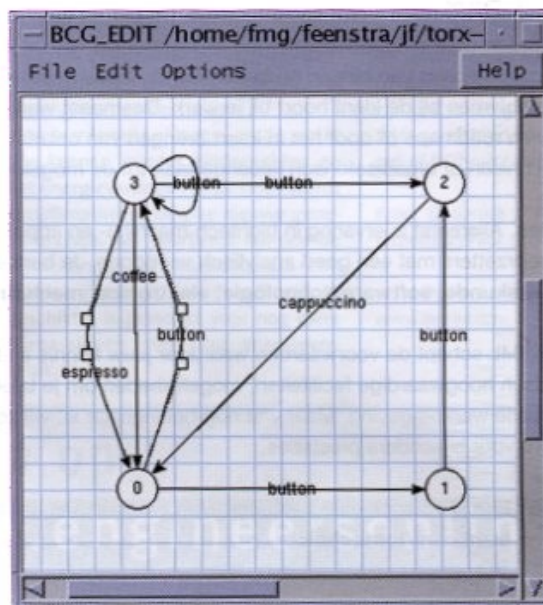 BCG_EDIT /home/fmg/feenstra/jf/torx-
File Edit Options Help
3 button button 2
coffee
cappuccino
button button
espresso
0 button 1